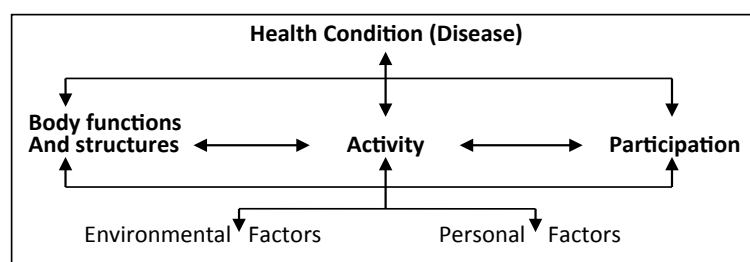 Health Condition (Disease)
Body functions
And structures
Activity
Participation
Environmental Factors
Personal Factors